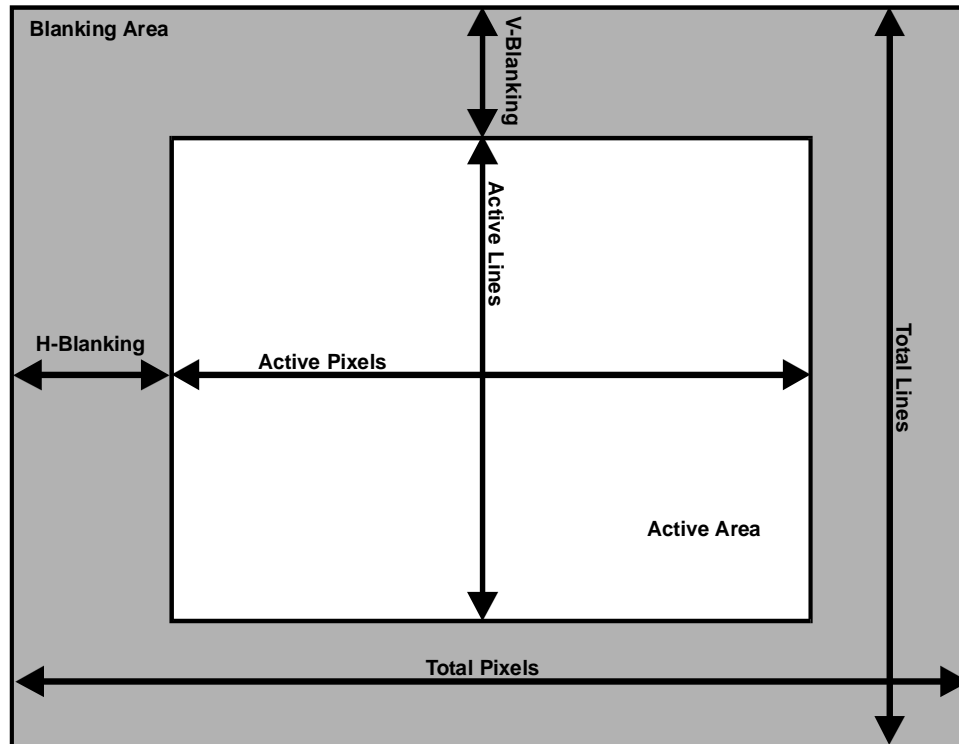 Blanking Area
V-Blanking
Active Lines
H-Blanking
Active Pixels
Total Lines
Active Area
Total Pixels